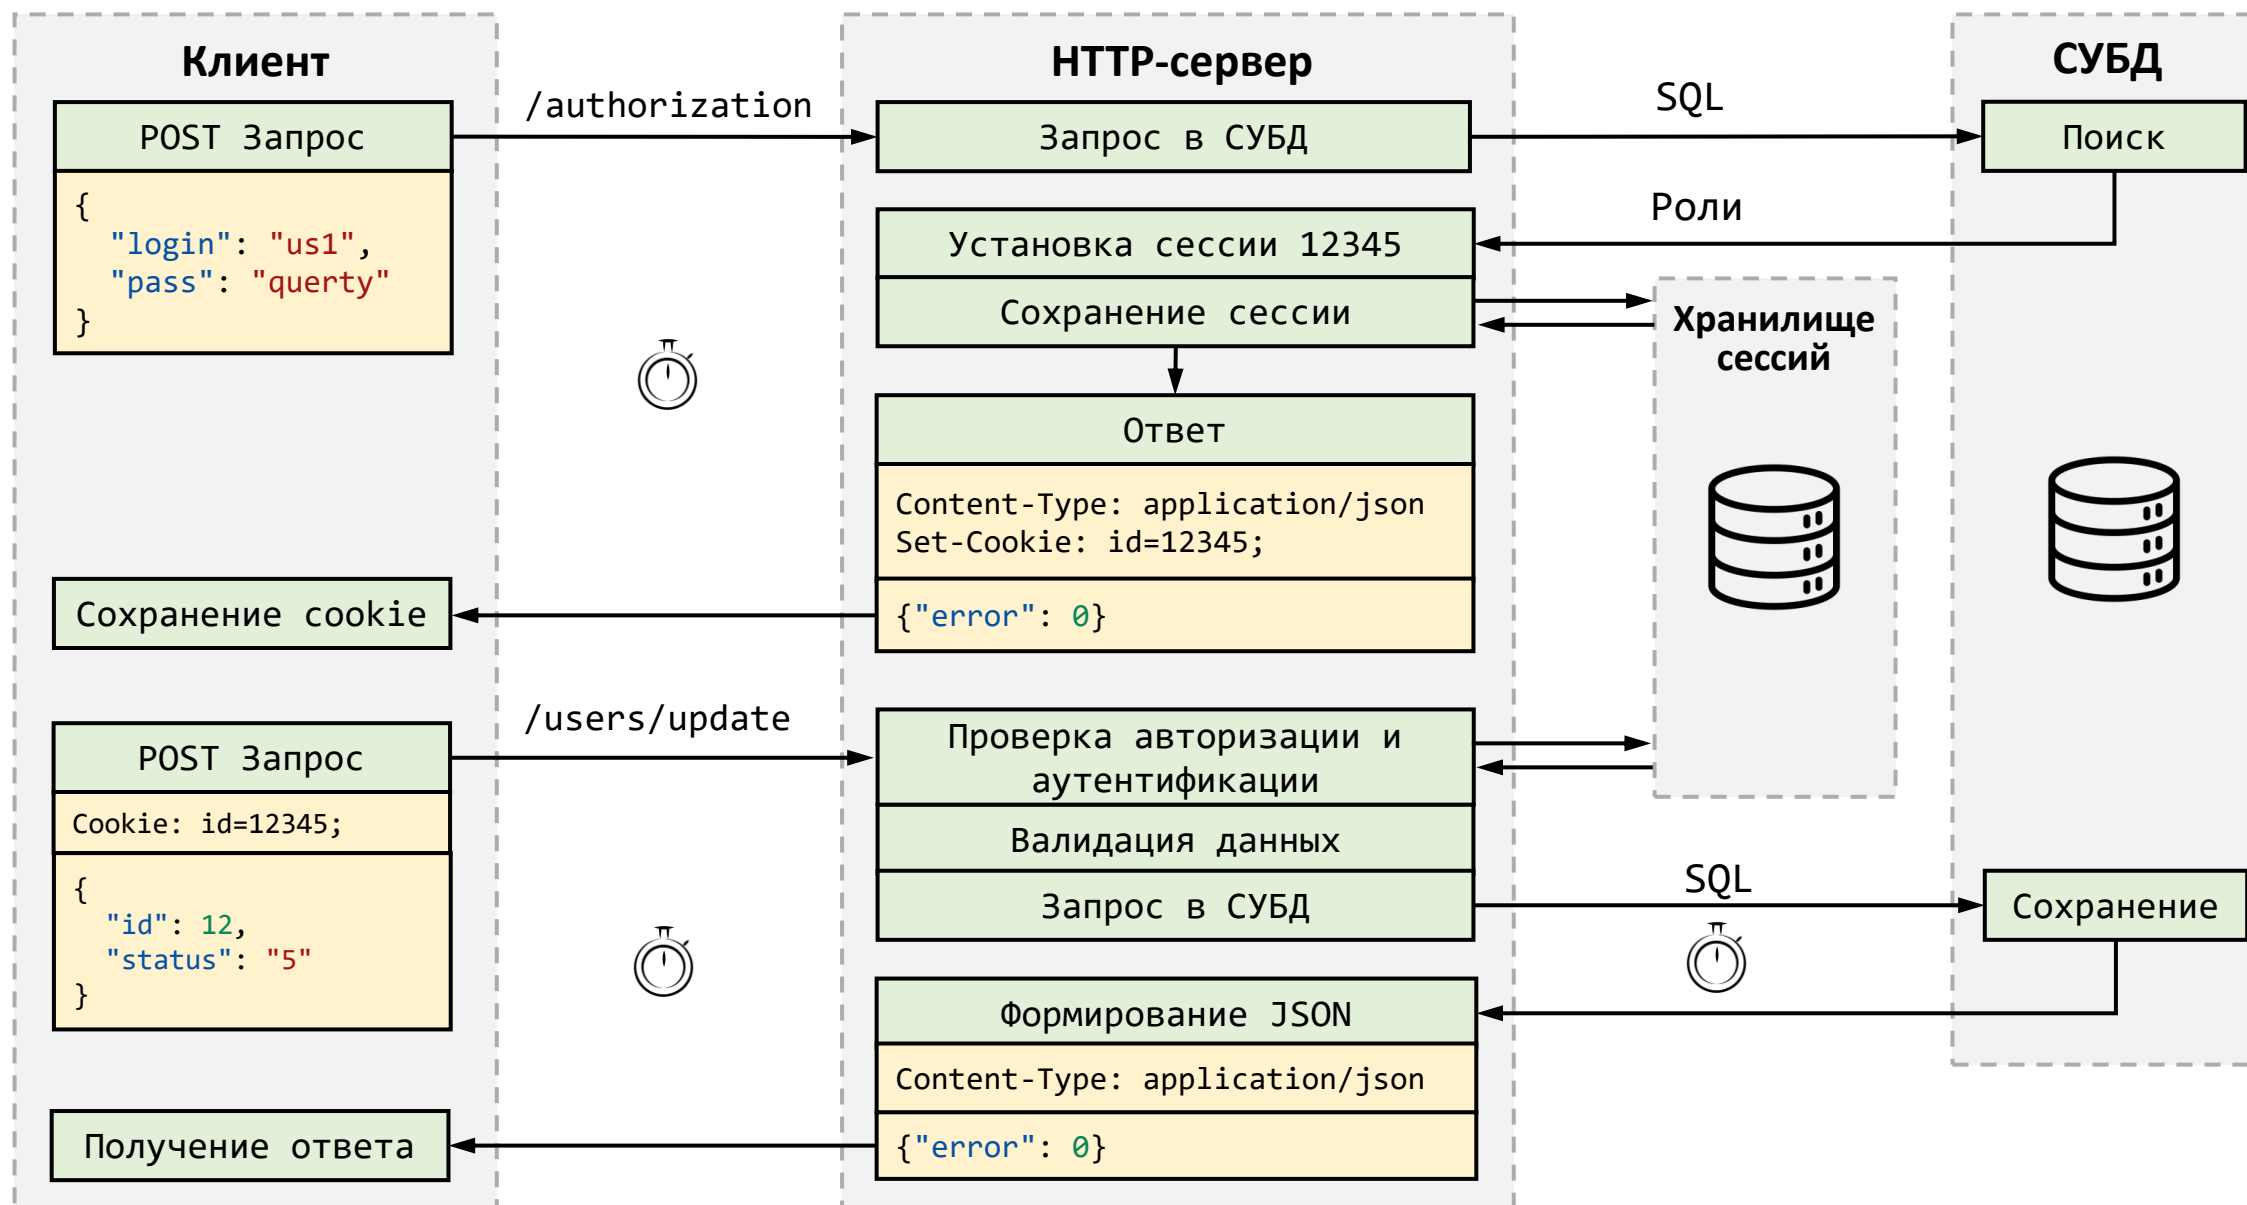 Клиент
HTTP-сервер
СУБД
POST Запрос
/authorization
Запрос в СУБД
SQL
Поиск
{
"login": "us1",
"pass": "querty"
}
Роли
Установка сессии 12345
Сохранение сессии
Хранилище
сессий
Ответ
Content-Type: application/json
Set-Cookie: id=12345;
{"error": 0}
Сохранение cookie
POST Запрос
/users/update
Cookie: id=12345;
{
"id": 12,
"status": "5"
}
Проверка авторизации и
аутентификации
Валидация данных
Запрос в СУБД
SQL
Сохранение
Формирование JSON
Content-Type: application/json
{"error": 0}
Получение ответа